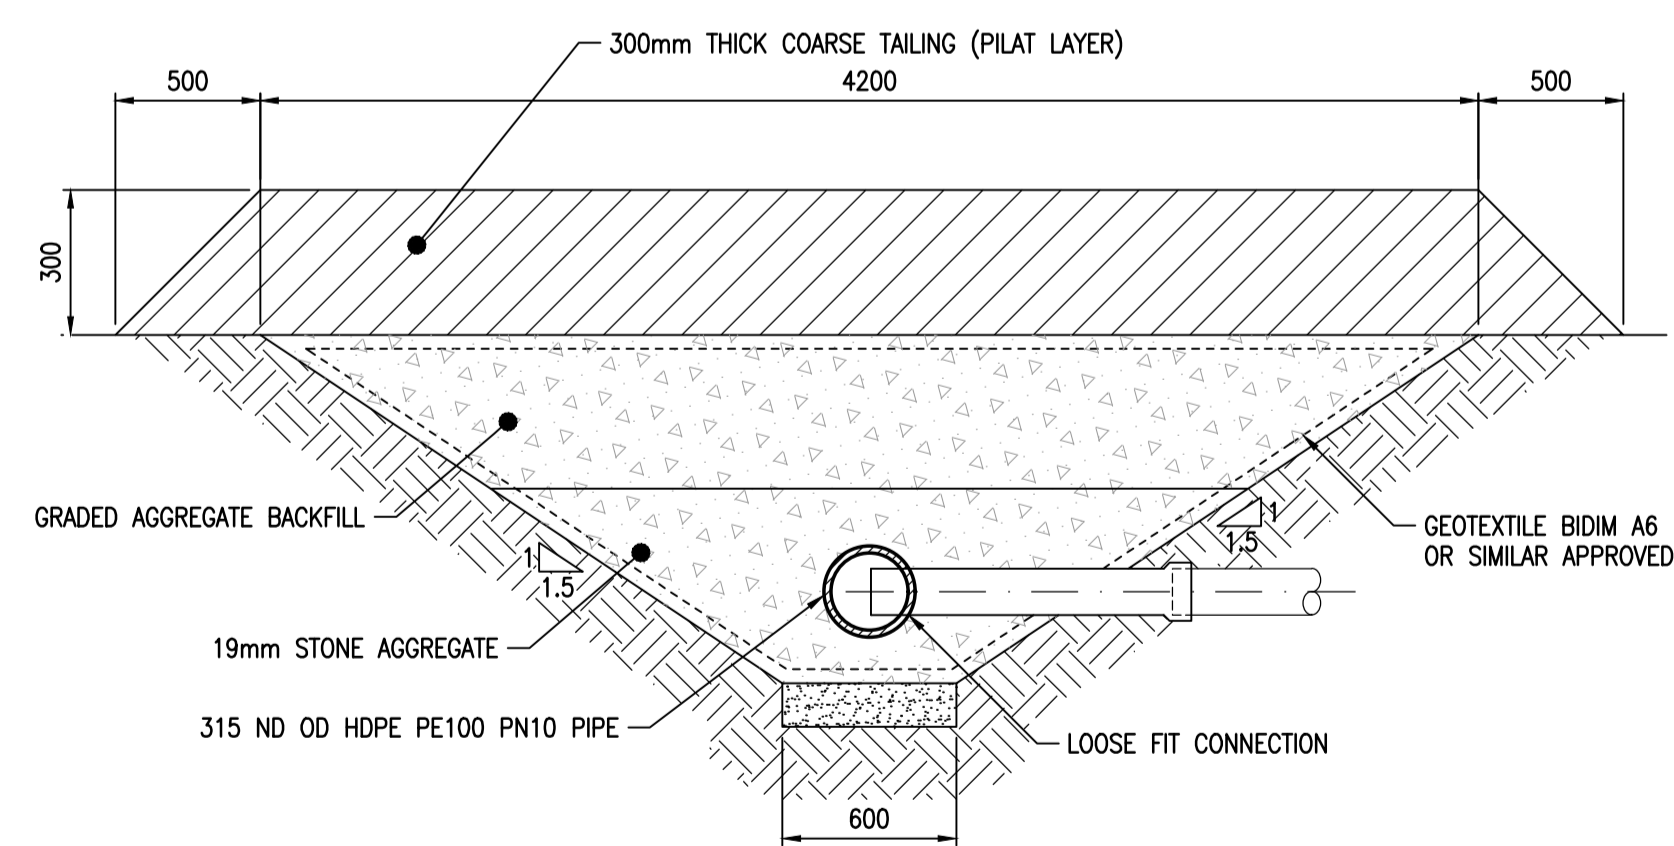 300mm THICK COARSE TAILING (PILAT LAYER)
500
4200
500
300
GRADED AGGREGATE BACKFILL
GEOTEXTILE BIDIM A6
OR SIMILAR APPROVED
1
1.5
1
1.5
19mm STONE AGGREGATE
315 ND OD HDPE PE100 PN10 PIPE
LOOSE FIT CONNECTION
600